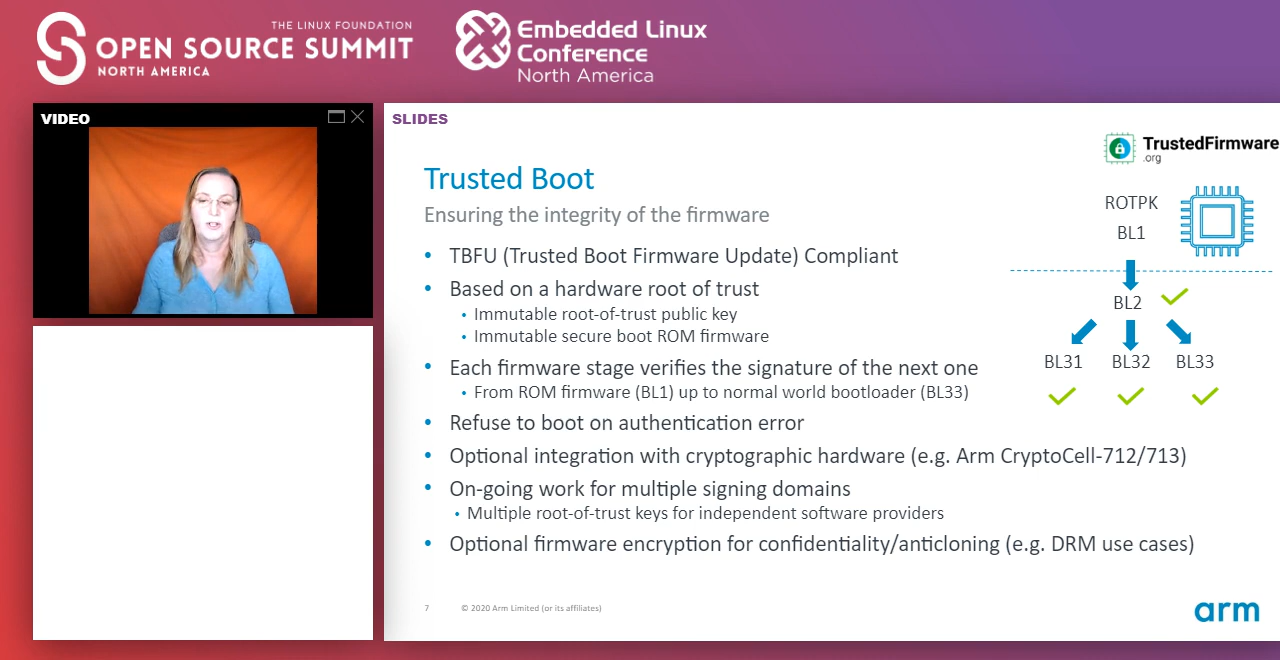 THE LINUX FOUNDATION
OPEN SOURCE SUMMIT
NORTH AMERICA
Embedded Linux
Conference
North America
VIDEO
SLIDES
TrustedFirmware
.org
Trusted Boot
Ensuring the integrity of the firmware
• TBFU (Trusted Boot Firmware Update) Compliant
• Based on a hardware root of trust
• Immutable root-of-trust public key
• Immutable secure boot ROM firmware
• Each firmware stage verifies the signature of the next one
• From ROM firmware (BL1) up to normal world bootloader (BL33)
• Refuse to boot on authentication error
• Optional integration with cryptographic hardware (e.g. Arm CryptoCell-712/713)
• On-going work for multiple signing domains
• Multiple root-of-trust keys for independent software providers
• Optional firmware encryption for confidentiality/anticloning (e.g. DRM use cases)
ROTPK
BL1
BL2
BL31 BL32 BL33
7 © 2020 Arm Limited (or its affiliates)
arm